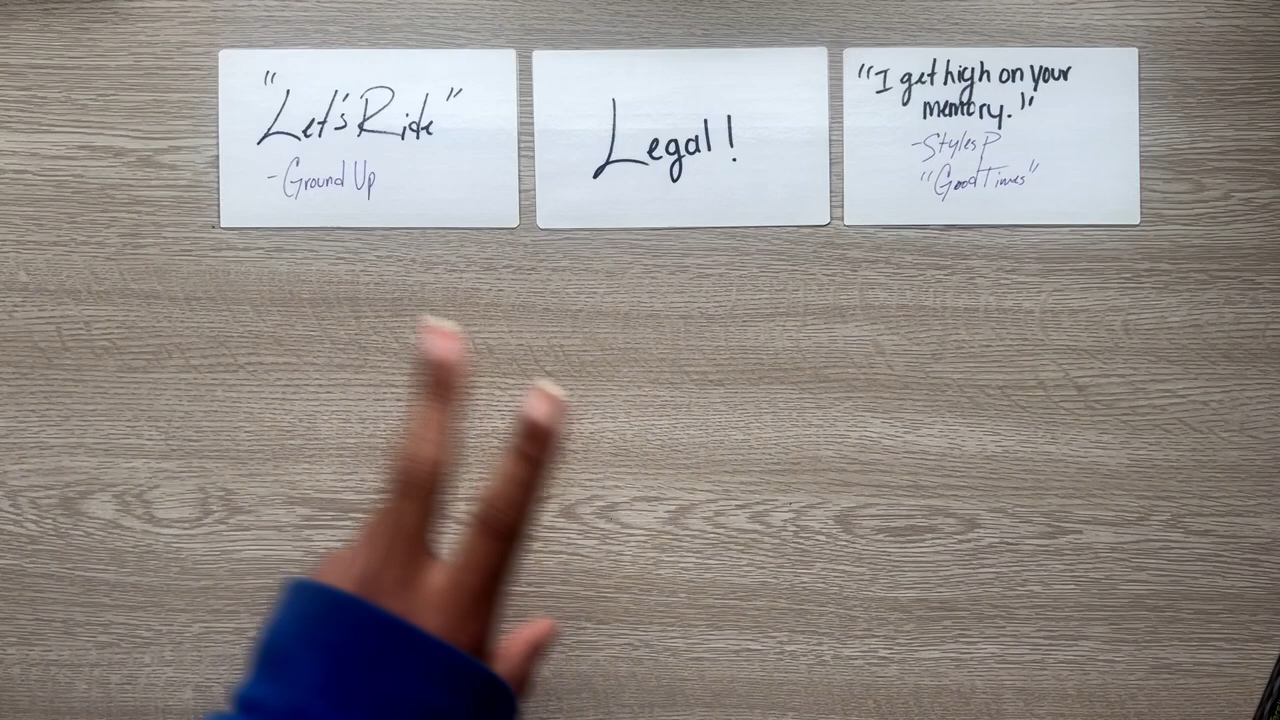 "Let's Ride"
-Ground Up
Legal!
"I get high on your
memory."
-Styles P
"Good Times"